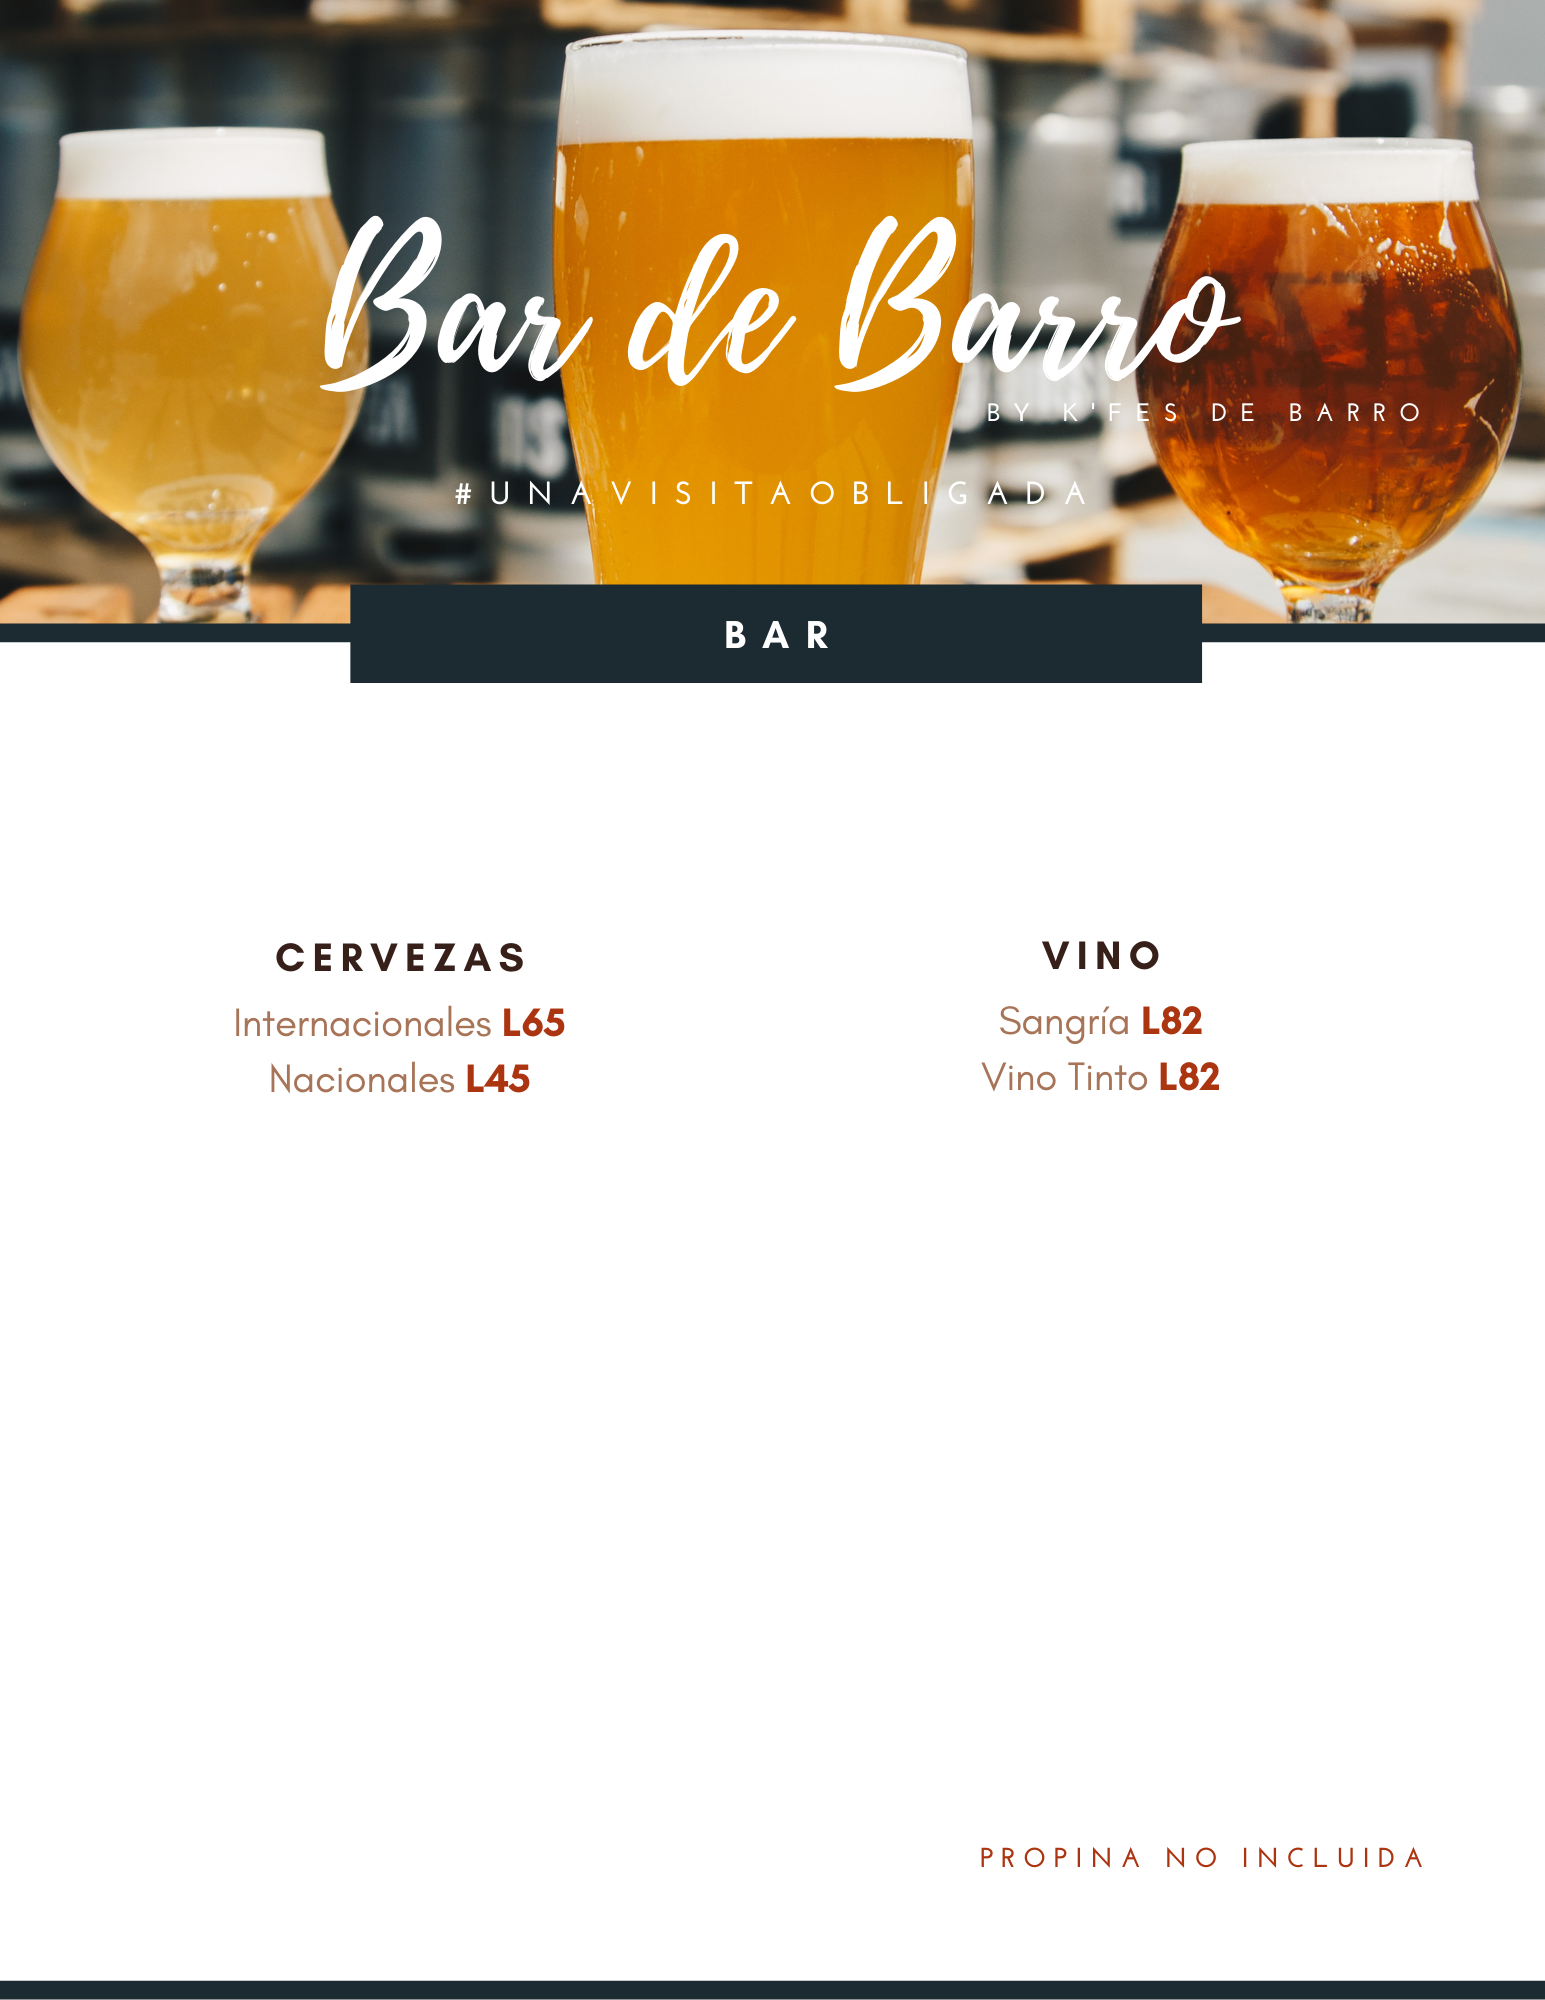 Bar de Barro
BY K'FES DE BARRO
#UNAVISITAOBLIGADA
BAR
CERVEZAS
Internacionales L65
Nacionales L45
VINO
Sangría L82
Vino Tinto L82
PROPINA NO INCLUIDA